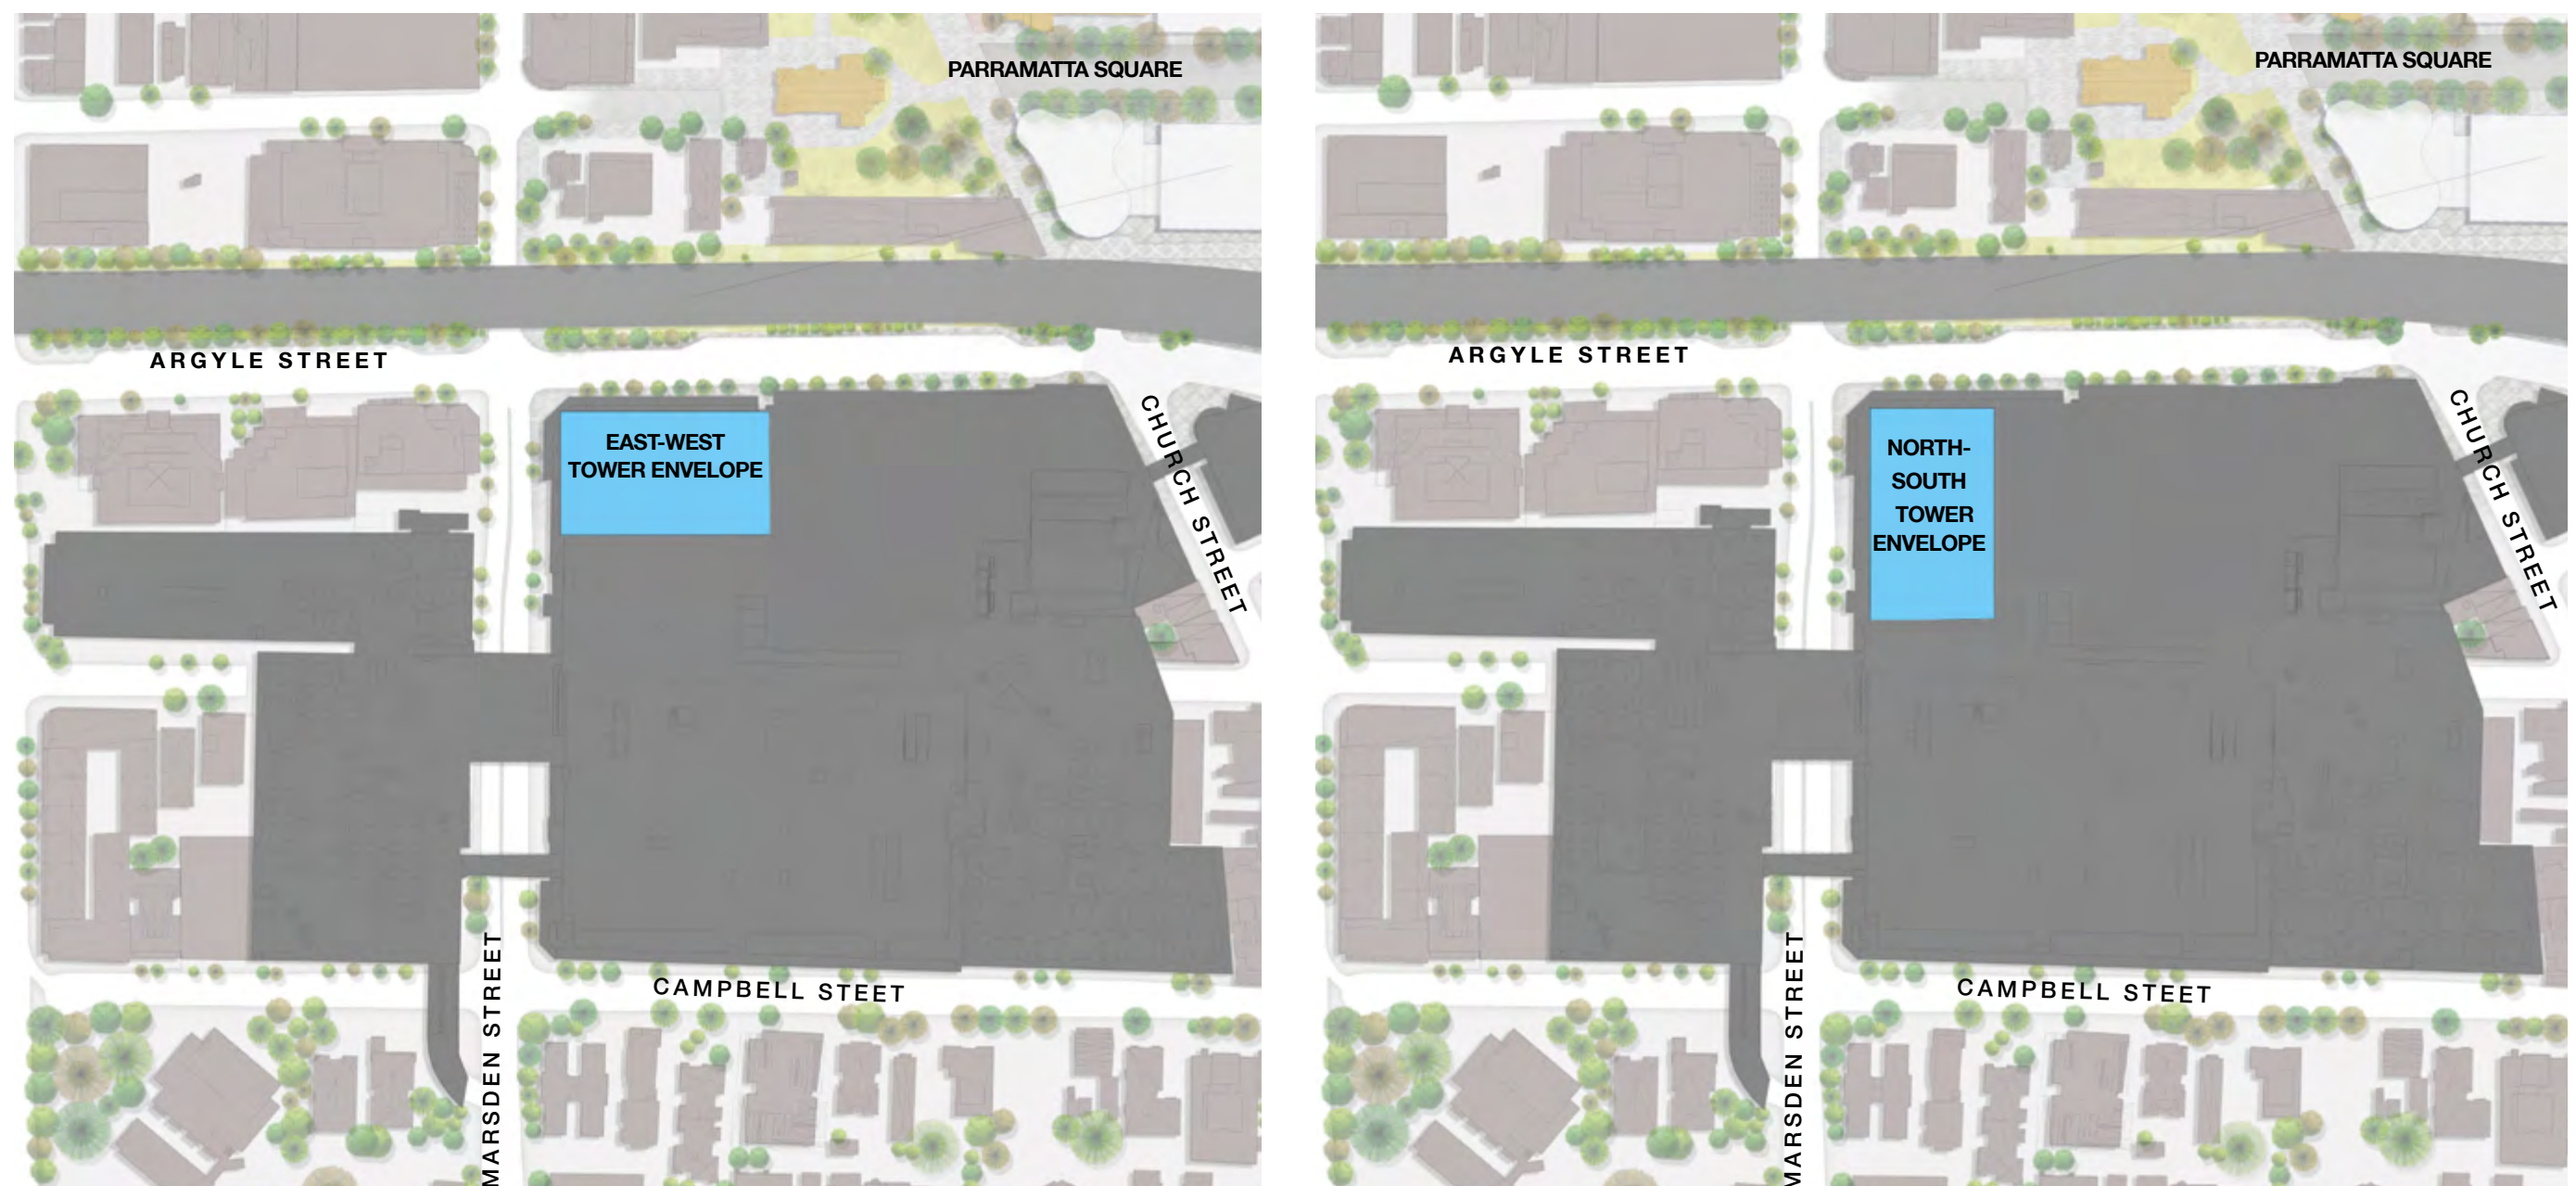 PARRAMATTA SQUARE
ARGYLE STREET
CHURCH STREET
EAST-WEST
TOWER ENVELOPE
MARSDEN STREET
CAMPBELL STEET
PARRAMATTA SQUARE
ARGYLE STREET
CHURCH STREET
NORTH-
SOUTH
TOWER
ENVELOPE
MARSDEN STREET
CAMPBELL STEET